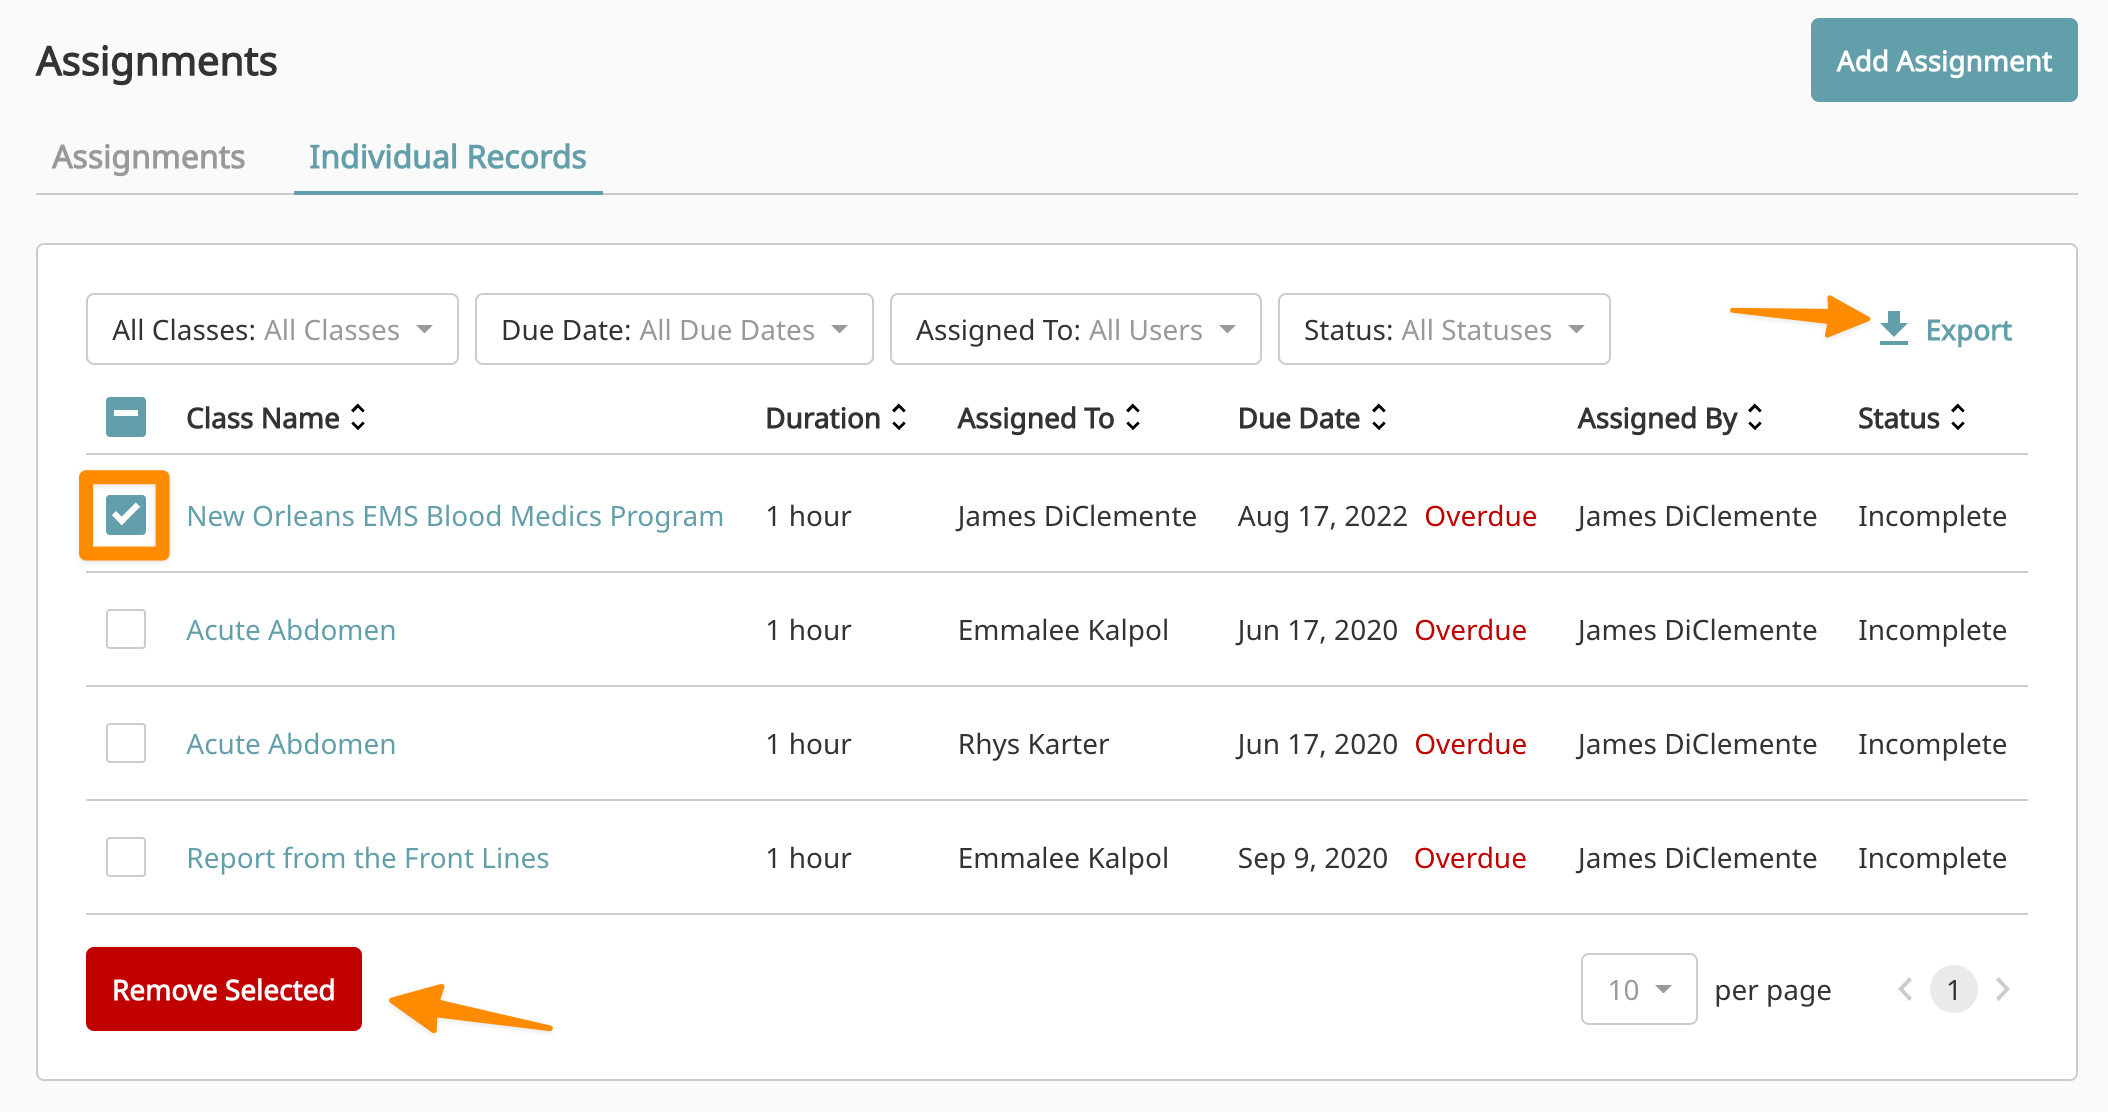 Assignments
Add Assignment
Assignments Individual Records
All Classes: All Classes Due Date: All Due Dates Assigned To: All Users Status: All Statuses Export
Class Name Duration Assigned To Due Date Assigned By Status
New Orleans EMS Blood Medics Program 1 hour James DiClemente Aug 17, 2022 Overdue James DiClemente Incomplete
Acute Abdomen 1 hour Emmalee Kalpol Jun 17, 2020 Overdue James DiClemente Incomplete
Acute Abdomen 1 hour Rhys Karter Jun 17, 2020 Overdue James DiClemente Incomplete
Report from the Front Lines 1 hour Emmalee Kalpol Sep 9, 2020 Overdue James DiClemente Incomplete
Remove Selected 10 per page 1